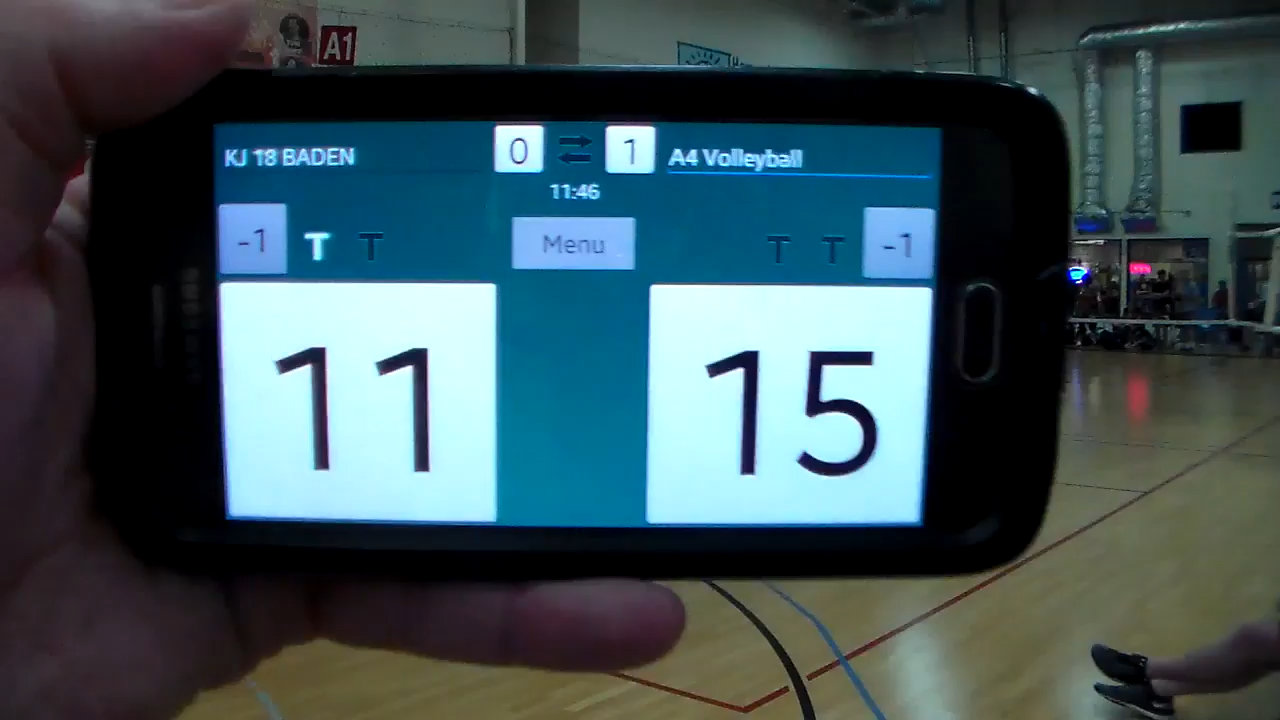 A1
KJ 18 BADEN
0
1
A4 Volleyball
11:46
-1
T T
Menu
T T
-1
11
15